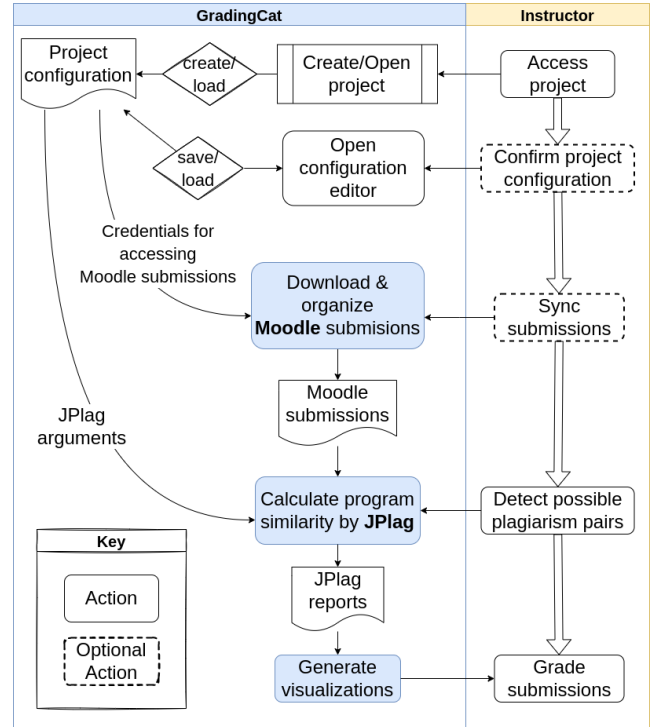 GradingCat
Instructor
Project
configuration
create/
load
Create/Open
project
Access
project
save/
load
Open
configuration
editor
Confirm project
configuration
Credentials for
accessing
Moodle submissions
Download &
organize
Moodle submisions
Sync
submissions
Moodle
submissions
JPlag
arguments
Calculate program
similarity by JPlag
Detect possible
plagiarism pairs
Key
Action
Optional
Action
JPlag
reports
Generate
visualizations
Grade
submissions